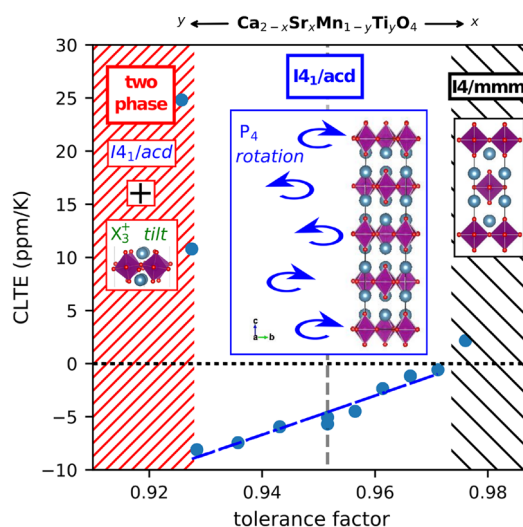 y ← Ca₂₋ₓSrₓMn₁₋yTiyO₄ → x
two
phase
I4₁/acd
+
X₃⁺ tilt
I4₁/acd
P₄
rotation
c
a
b
I4/mmm
CLTE (ppm/K)
30
25
20
15
10
5
0
−5
−10
0.92
0.94
0.96
0.98
tolerance factor